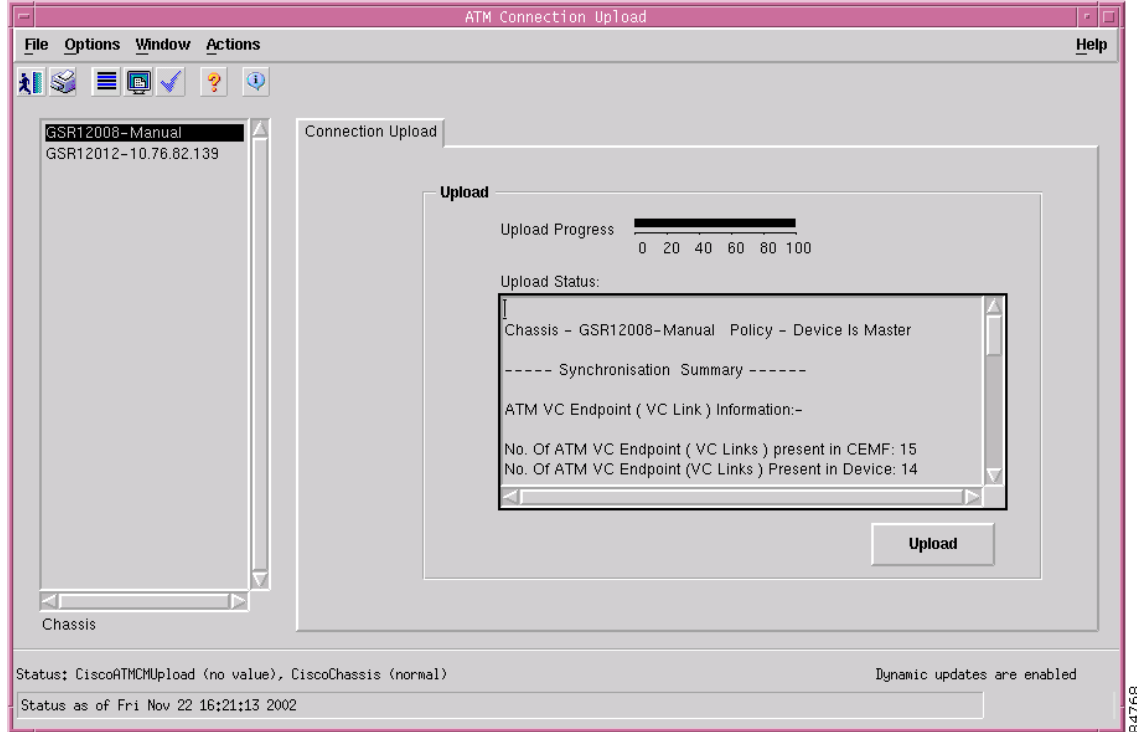 ATM Connection Upload
File Options Window Actions Help
GSR12008-Manual
GSR12012-10.76.82.139
Connection Upload
Upload
Upload Progress
0 20 40 60 80 100
Upload Status:
Chassis - GSR12008-Manual Policy - Device Is Master
----- Synchronisation Summary ------
ATM VC Endpoint ( VC Link ) Information:-
No. Of ATM VC Endpoint ( VC Links ) present in CEMF: 15
No. Of ATM VC Endpoint (VC Links ) Present in Device: 14
Upload
Chassis
Status: CiscoATMCMUpload (no value), CiscoChassis (normal) Dynamic updates are enabled
Status as of Fri Nov 22 16:21:13 2002
84768